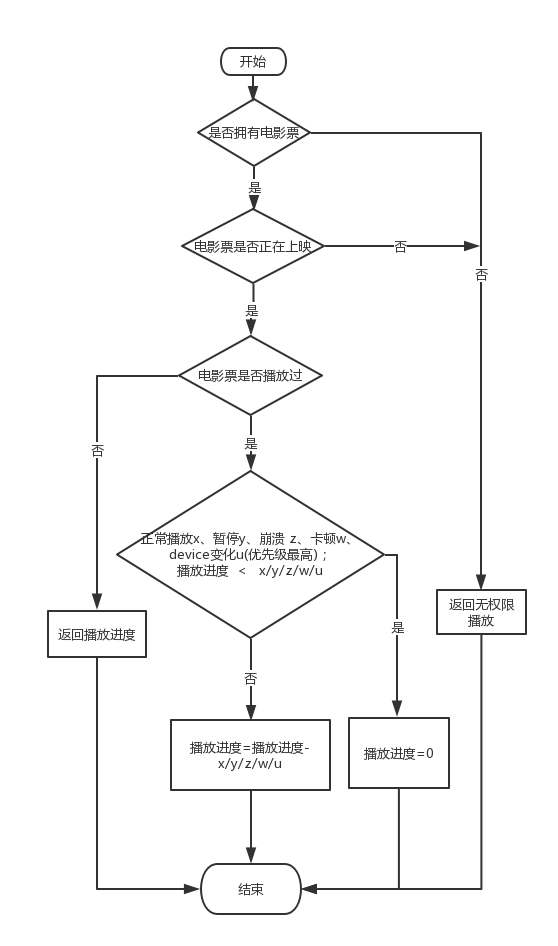 开始
是否拥有电影票
是
电影票是否正在上映
否
否
是
电影票是否播放过
否
是
正常播放x、暂停y、崩溃 z、卡顿w、
device变化u(优先级最高) ;
播放进度 < x/y/z/w/u
返回无权限
播放
返回播放进度
是
否
播放进度=播放进度-
x/y/z/w/u
播放进度=0
结束